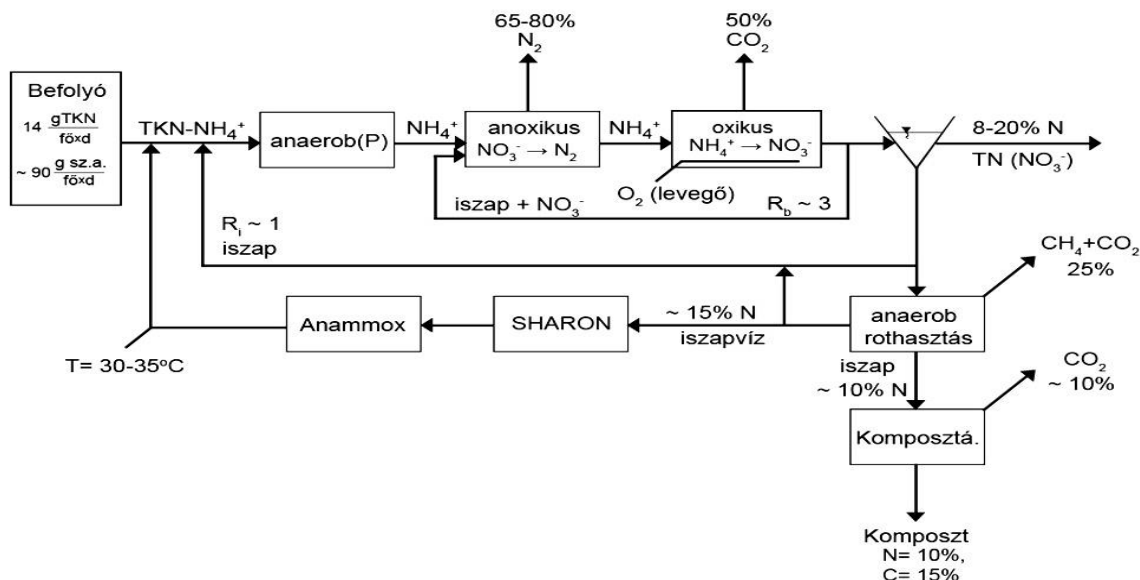 65-80%
N₂
50%
CO₂
Befolyó
14 gTKN/fő×d
~ 90 g sz.a./fő×d
TKN-NH₄⁺
anaerob(P)
NH₄⁺
anoxikus
NO₃⁻ → N₂
NH₄⁺
oxikus
NH₄⁺ → NO₃⁻
8-20% N
TN (NO₃⁻)
O₂ (levegő)
iszap + NO₃⁻
R_b ~ 3
R_i ~ 1
iszap
CH₄+CO₂
25%
Anammox
SHARON
~ 15% N
iszapvíz
anaerob
rothasztás
T= 30-35°C
iszap
~ 10% N
CO₂
~ 10%
Komposztá.
Komposzt
N= 10%,
C= 15%